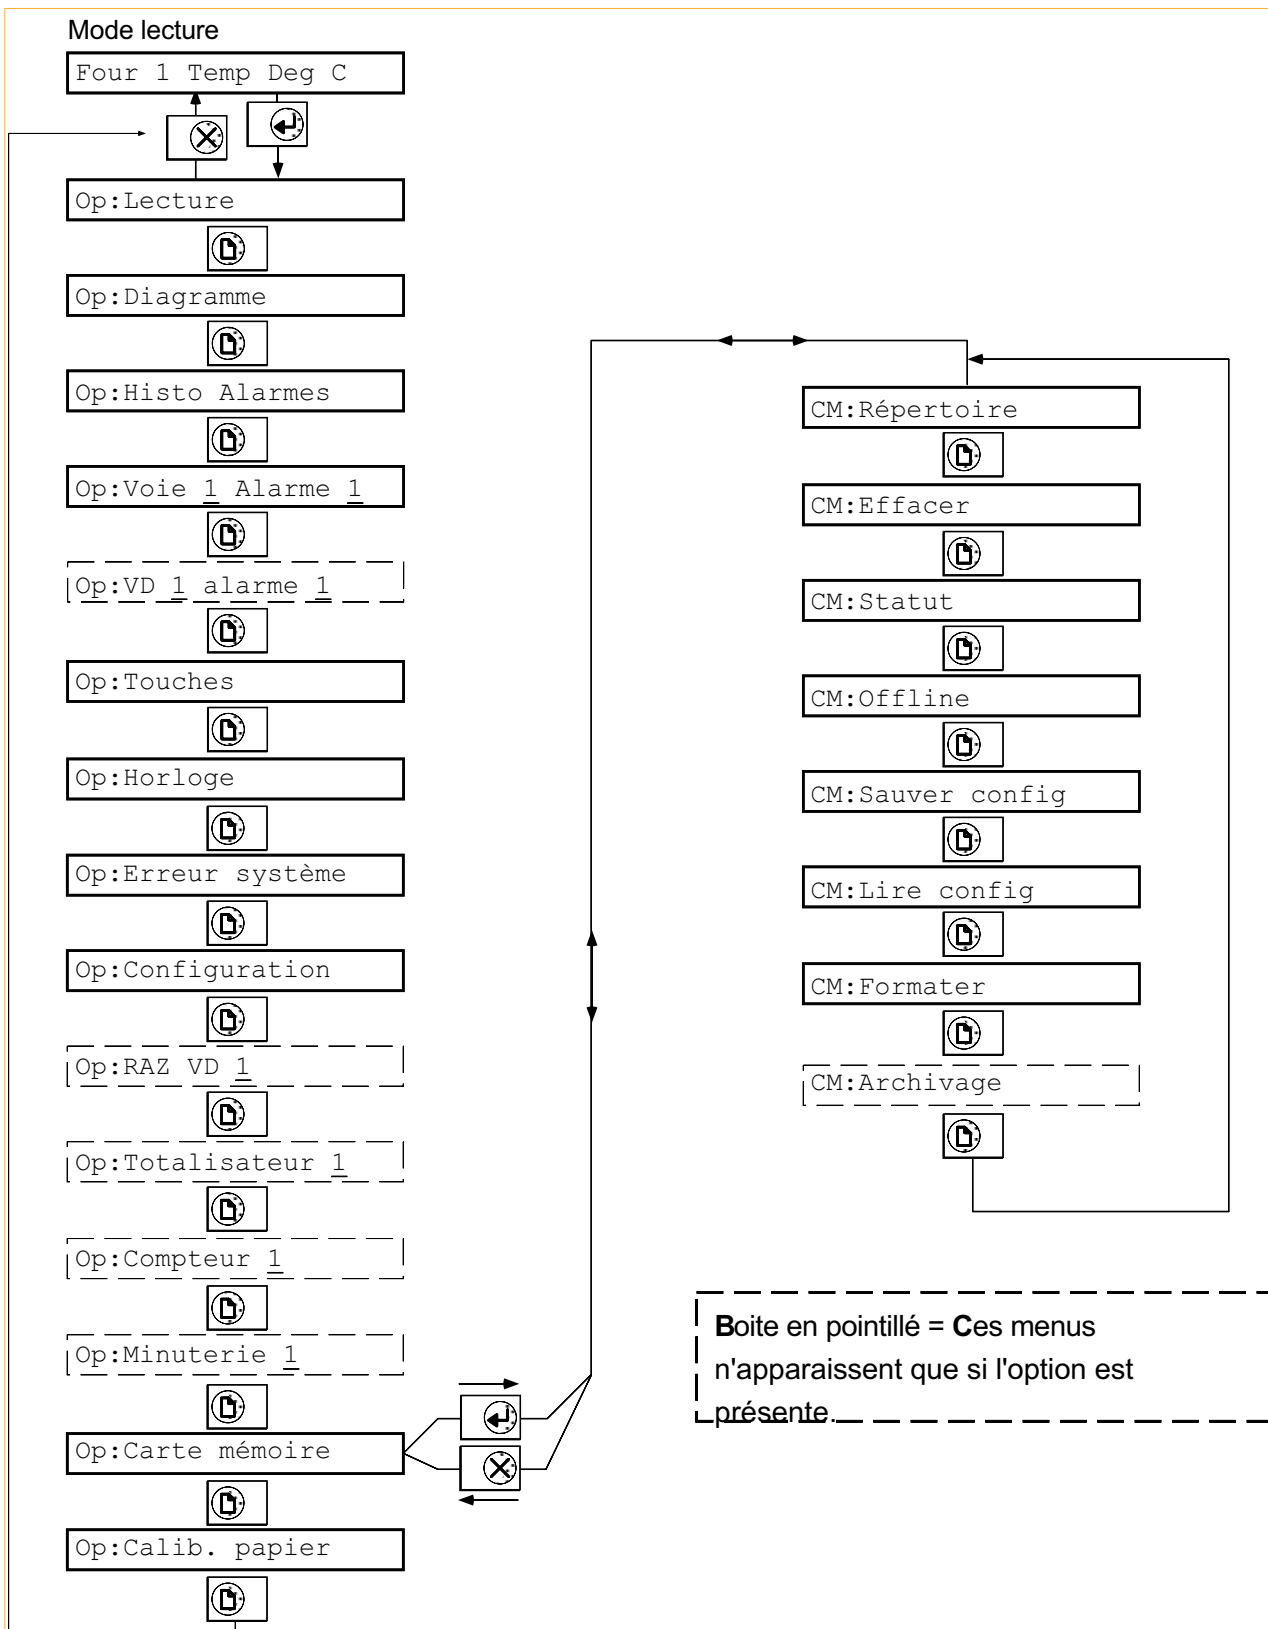 Mode lecture
Four 1 Temp Deg C
Op:Lecture
Op:Diagramme
Op:Histo Alarmes
Op:Voie 1 Alarme 1
Op:VD 1 alarme 1
Op:Touches
Op:Horloge
Op:Erreur système
Op:Configuration
Op:RAZ VD 1
Op:Totalisateur 1
Op:Compteur 1
Op:Minuterie 1
Op:Carte mémoire
Op:Calib. papier
CM:Répertoire
CM:Effacer
CM:Statut
CM:Offline
CM:Sauver config
CM:Lire config
CM:Formater
CM:Archivage
Boite en pointillé = Ces menus
n'apparaissent que si l'option est
présente.